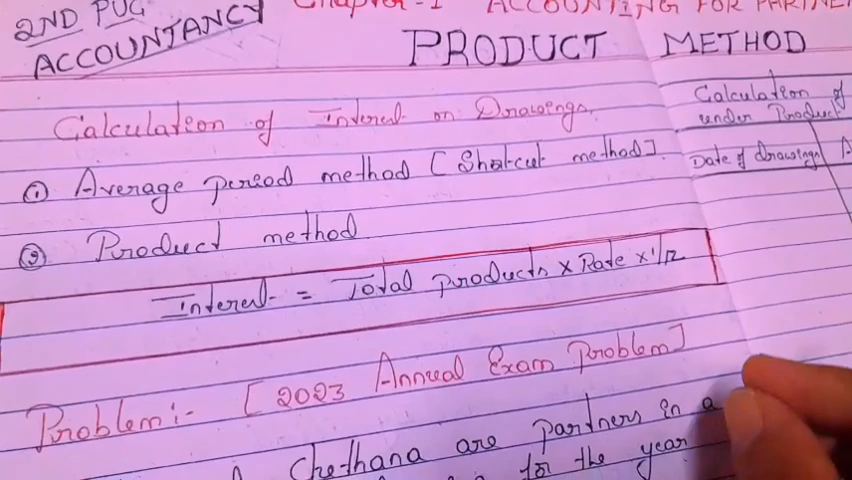 2ND PUC Chapter-1 ACCOUNTING FOR
ACCOUNTANCY
PRODUCT METHOD
Calculation of Interest on Drawings.
① Average period method [Shortcut method].
② Product method
Interest = Total products × Rate × 1/12
Problem:- [2023 Annual Exam Problem]
Chethana are partners in a
for the year
Calculation of
under Product
Date of drawings